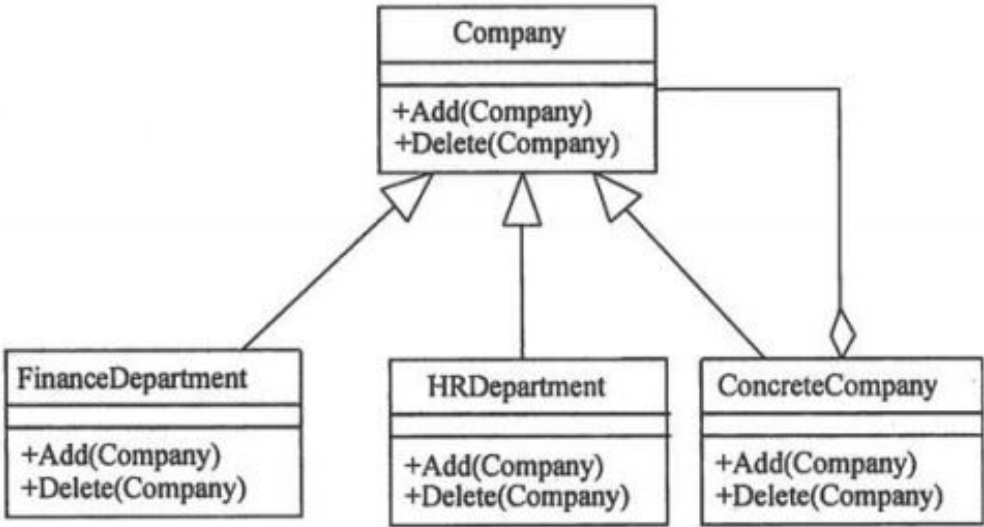 Company
+Add(Company)
+Delete(Company)
FinanceDepartment
+Add(Company)
+Delete(Company)
HRDepartment
+Add(Company)
+Delete(Company)
ConcreteCompany
+Add(Company)
+Delete(Company)